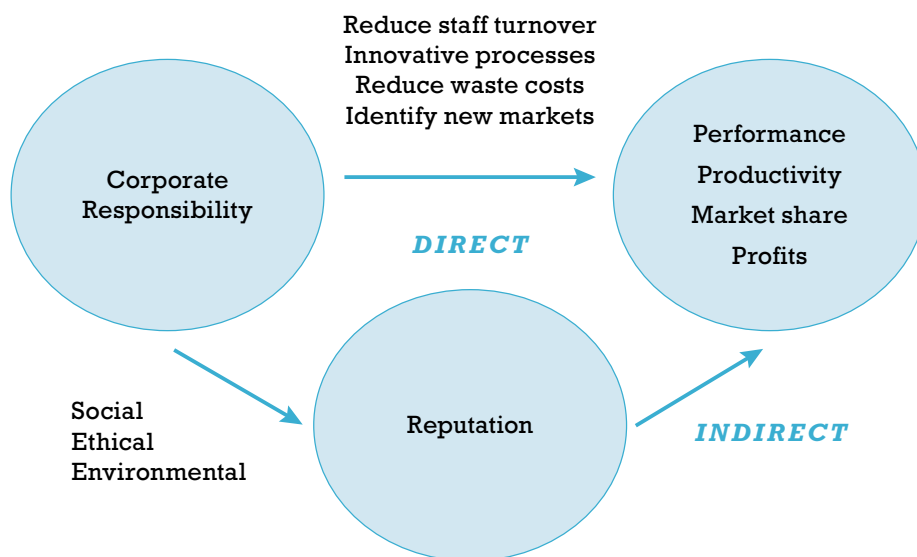 Reduce staff turnover
Innovative processes
Reduce waste costs
Identify new markets
Corporate
Responsibility
Performance
Productivity
Market share
Profits
DIRECT
Social
Ethical
Environmental
Reputation
INDIRECT